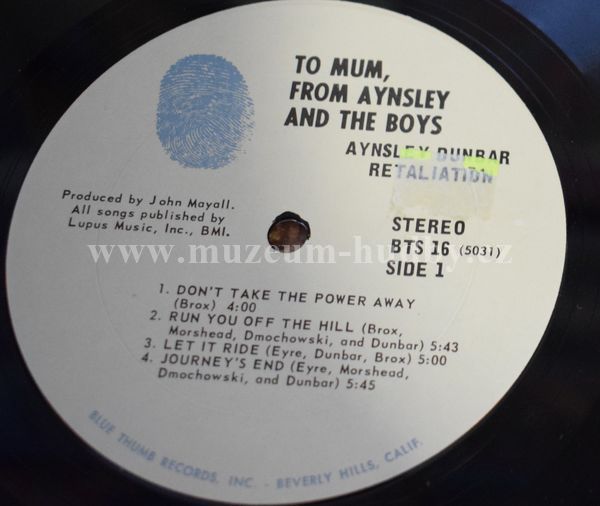 TO MUM,
FROM AYNSLEY
AND THE BOYS
AYNSLEY DUNBAR
RETALIATION
Produced by John Mayall.
All songs published by
Lupus Music, Inc., BMI.
STEREO
BTS 16 (5031)
SIDE 1
www.muzeum-hudby.cz
1. DON'T TAKE THE POWER AWAY
(Brox) 4:00
2. RUN YOU OFF THE HILL (Brox,
Morshead, Dmochowski, and Dunbar) 5:43
3. LET IT RIDE (Eyre, Dunbar, Brox) 5:00
4. JOURNEY'S END (Eyre, Morshead,
Dmochowski, and Dunbar) 5:45
BLUE THUMB RECORDS, INC. - BEVERLY HILLS, CALIF.